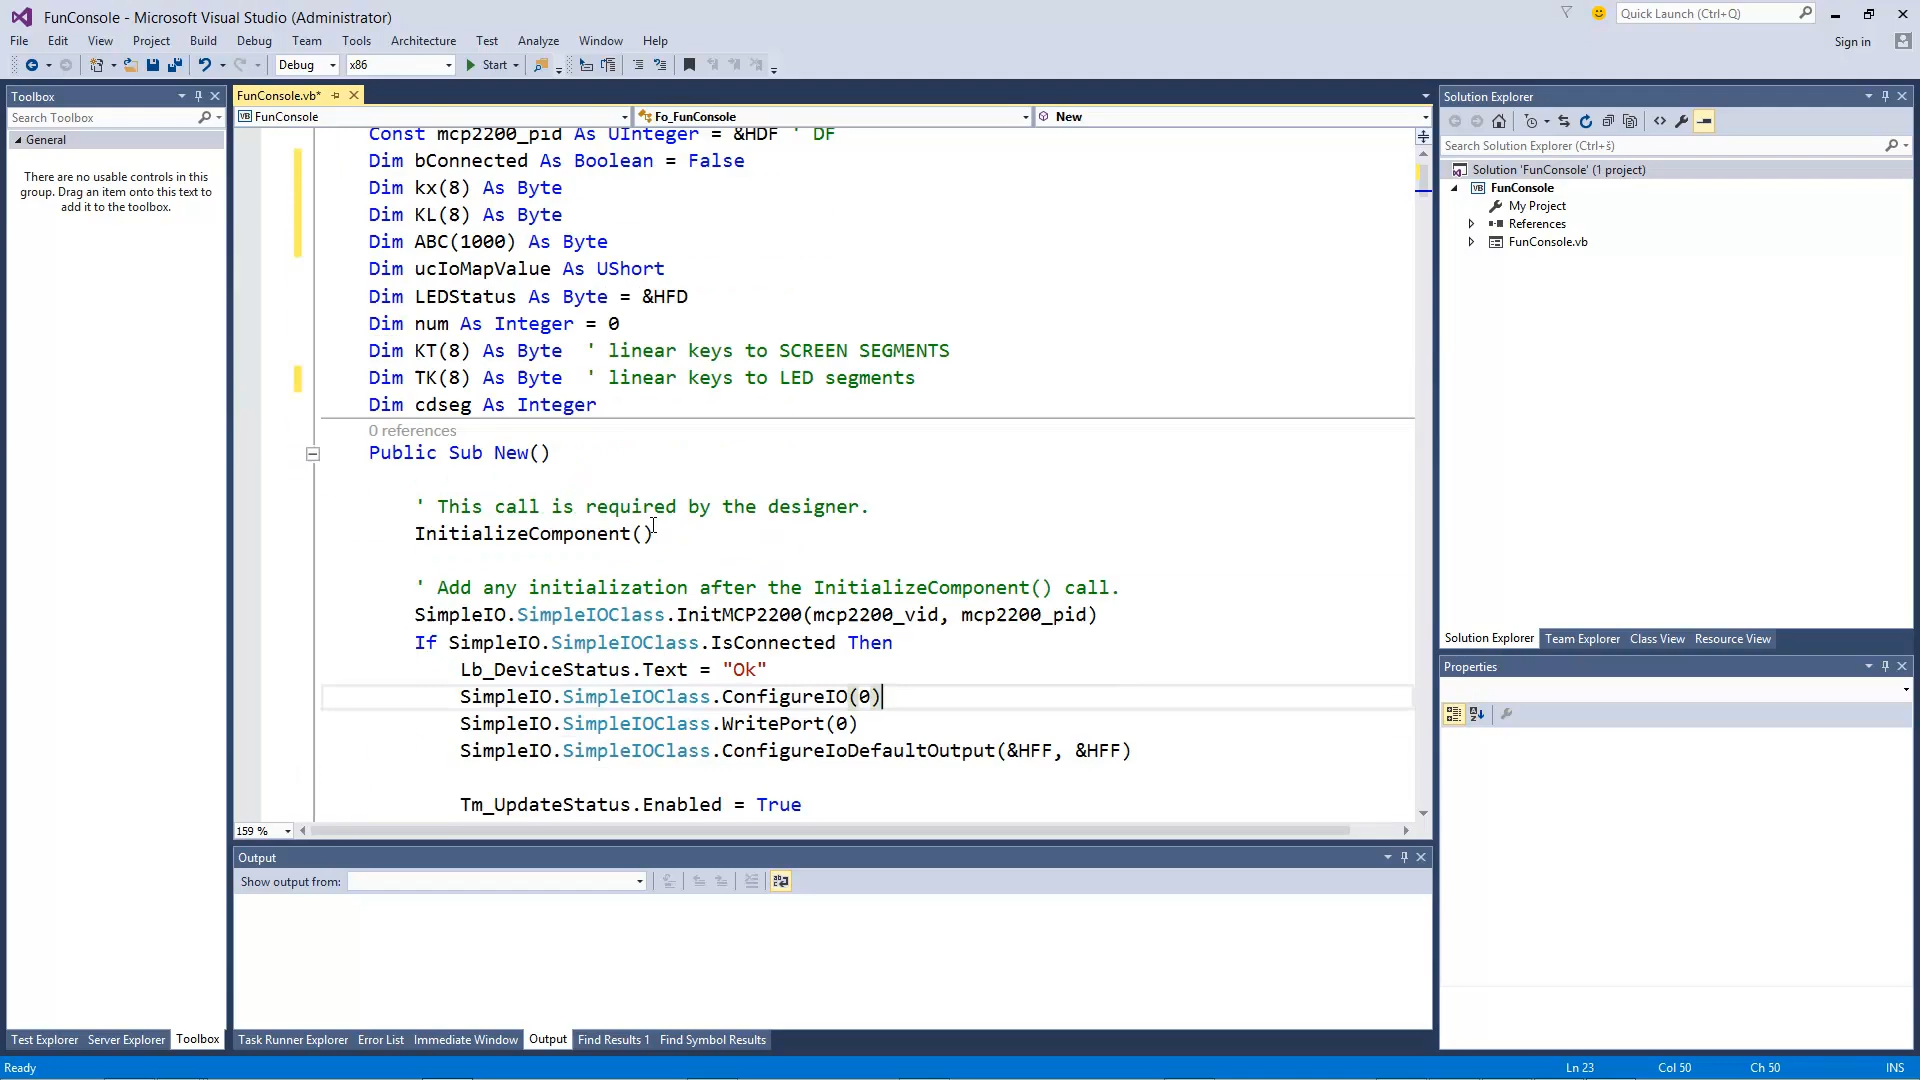 FunConsole - Microsoft Visual Studio (Administrator)
Quick Launch (Ctrl+Q)
File Edit View Project Build Debug Team Tools Architecture Test Analyze Window Help
Sign in
Debug x86 Start
Toolbox
Search Toolbox
General
There are no usable controls in this
group. Drag an item onto this text to
add it to the toolbox.
FunConsole.vb*
FunConsole Fo_FunConsole New
Const mcp2200_pid As UInteger = &HDF ' DF
Dim bConnected As Boolean = False
Dim kx(8) As Byte
Dim KL(8) As Byte
Dim ABC(1000) As Byte
Dim ucIoMapValue As UShort
Dim LEDStatus As Byte = &HFD
Dim num As Integer = 0
Dim KT(8) As Byte ' linear keys to SCREEN SEGMENTS
Dim TK(8) As Byte ' linear keys to LED segments
Dim cdseg As Integer
0 references
Public Sub New()
' This call is required by the designer.
InitializeComponent()
' Add any initialization after the InitializeComponent() call.
SimpleIO.SimpleIOClass.InitMCP2200(mcp2200_vid, mcp2200_pid)
If SimpleIO.SimpleIOClass.IsConnected Then
Lb_DeviceStatus.Text = "Ok"
SimpleIO.SimpleIOClass.ConfigureIO(0)
SimpleIO.SimpleIOClass.WritePort(0)
SimpleIO.SimpleIOClass.ConfigureIoDefaultOutput(&HFF, &HFF)
Tm_UpdateStatus.Enabled = True
159 %
Output
Show output from:
Solution Explorer
Search Solution Explorer (Ctrl+š)
Solution 'FunConsole' (1 project)
FunConsole
My Project
References
FunConsole.vb
Solution Explorer Team Explorer Class View Resource View
Properties
Test Explorer Server Explorer Toolbox
Task Runner Explorer Error List Immediate Window Output Find Results 1 Find Symbol Results
Ready
Ln 23 Col 50 Ch 50 INS